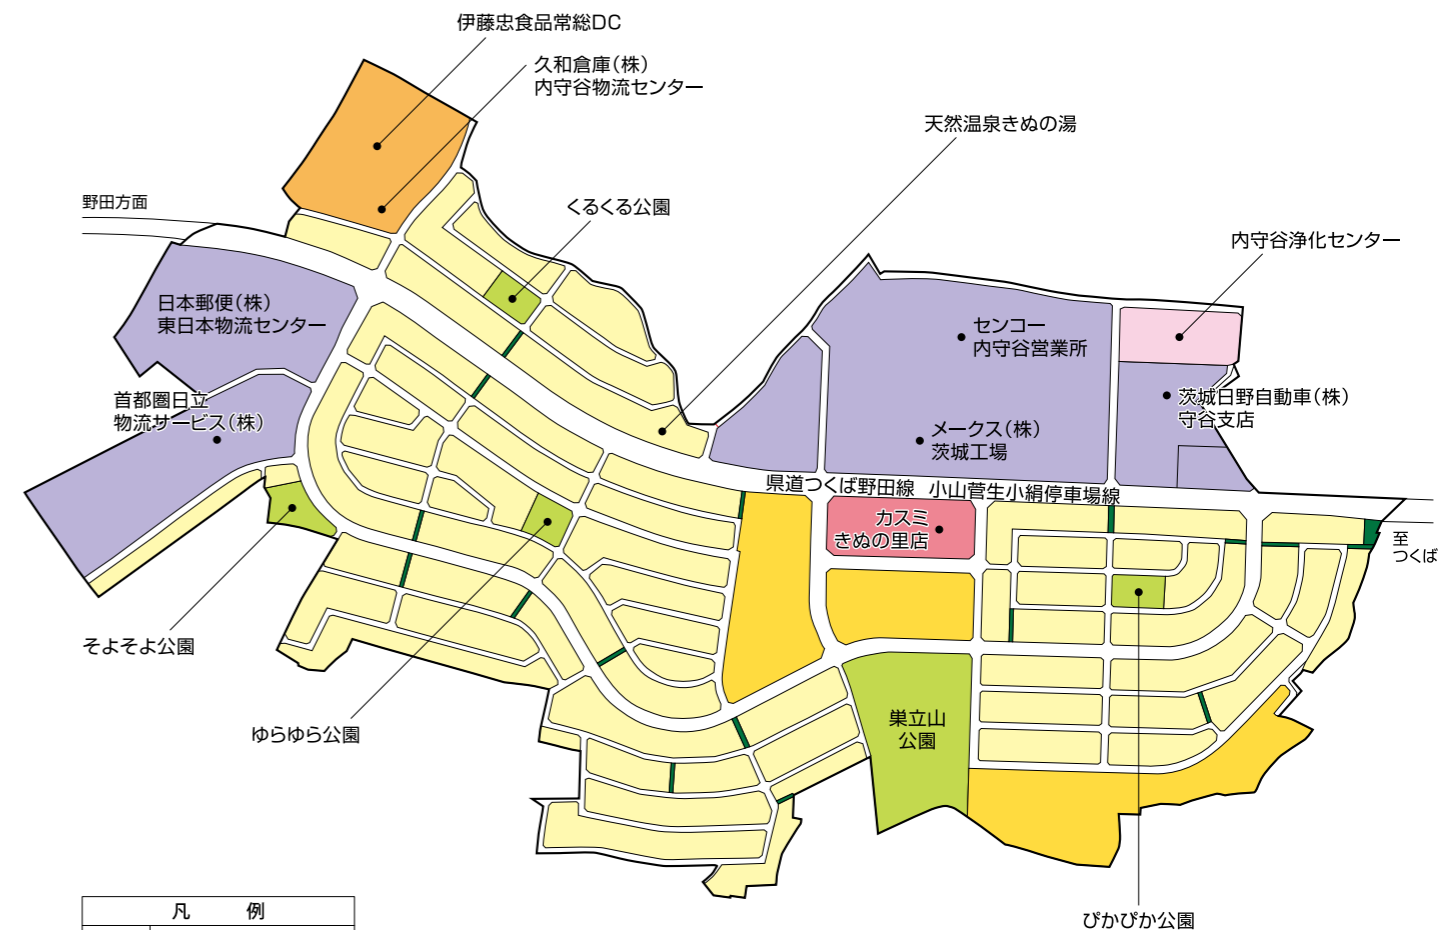 伊藤忠食品常総DC
久和倉庫（株）
内守谷物流センター
天然温泉きぬの湯
野田方面
くるくる公園
内守谷浄化センター
日本郵便（株）
東日本物流センター
センコー
内守谷営業所
首都圏日立
物流サービス（株）
茨城日野自動車（株）
守谷支店
メークス（株）
茨城工場
県道つくば野田線 小山菅生小絹停車場線
カスミ
きぬの里店
至
つくば
そよそよ公園
ゆらゆら公園
巣立山
公園
ぴかぴか公園
凡 例